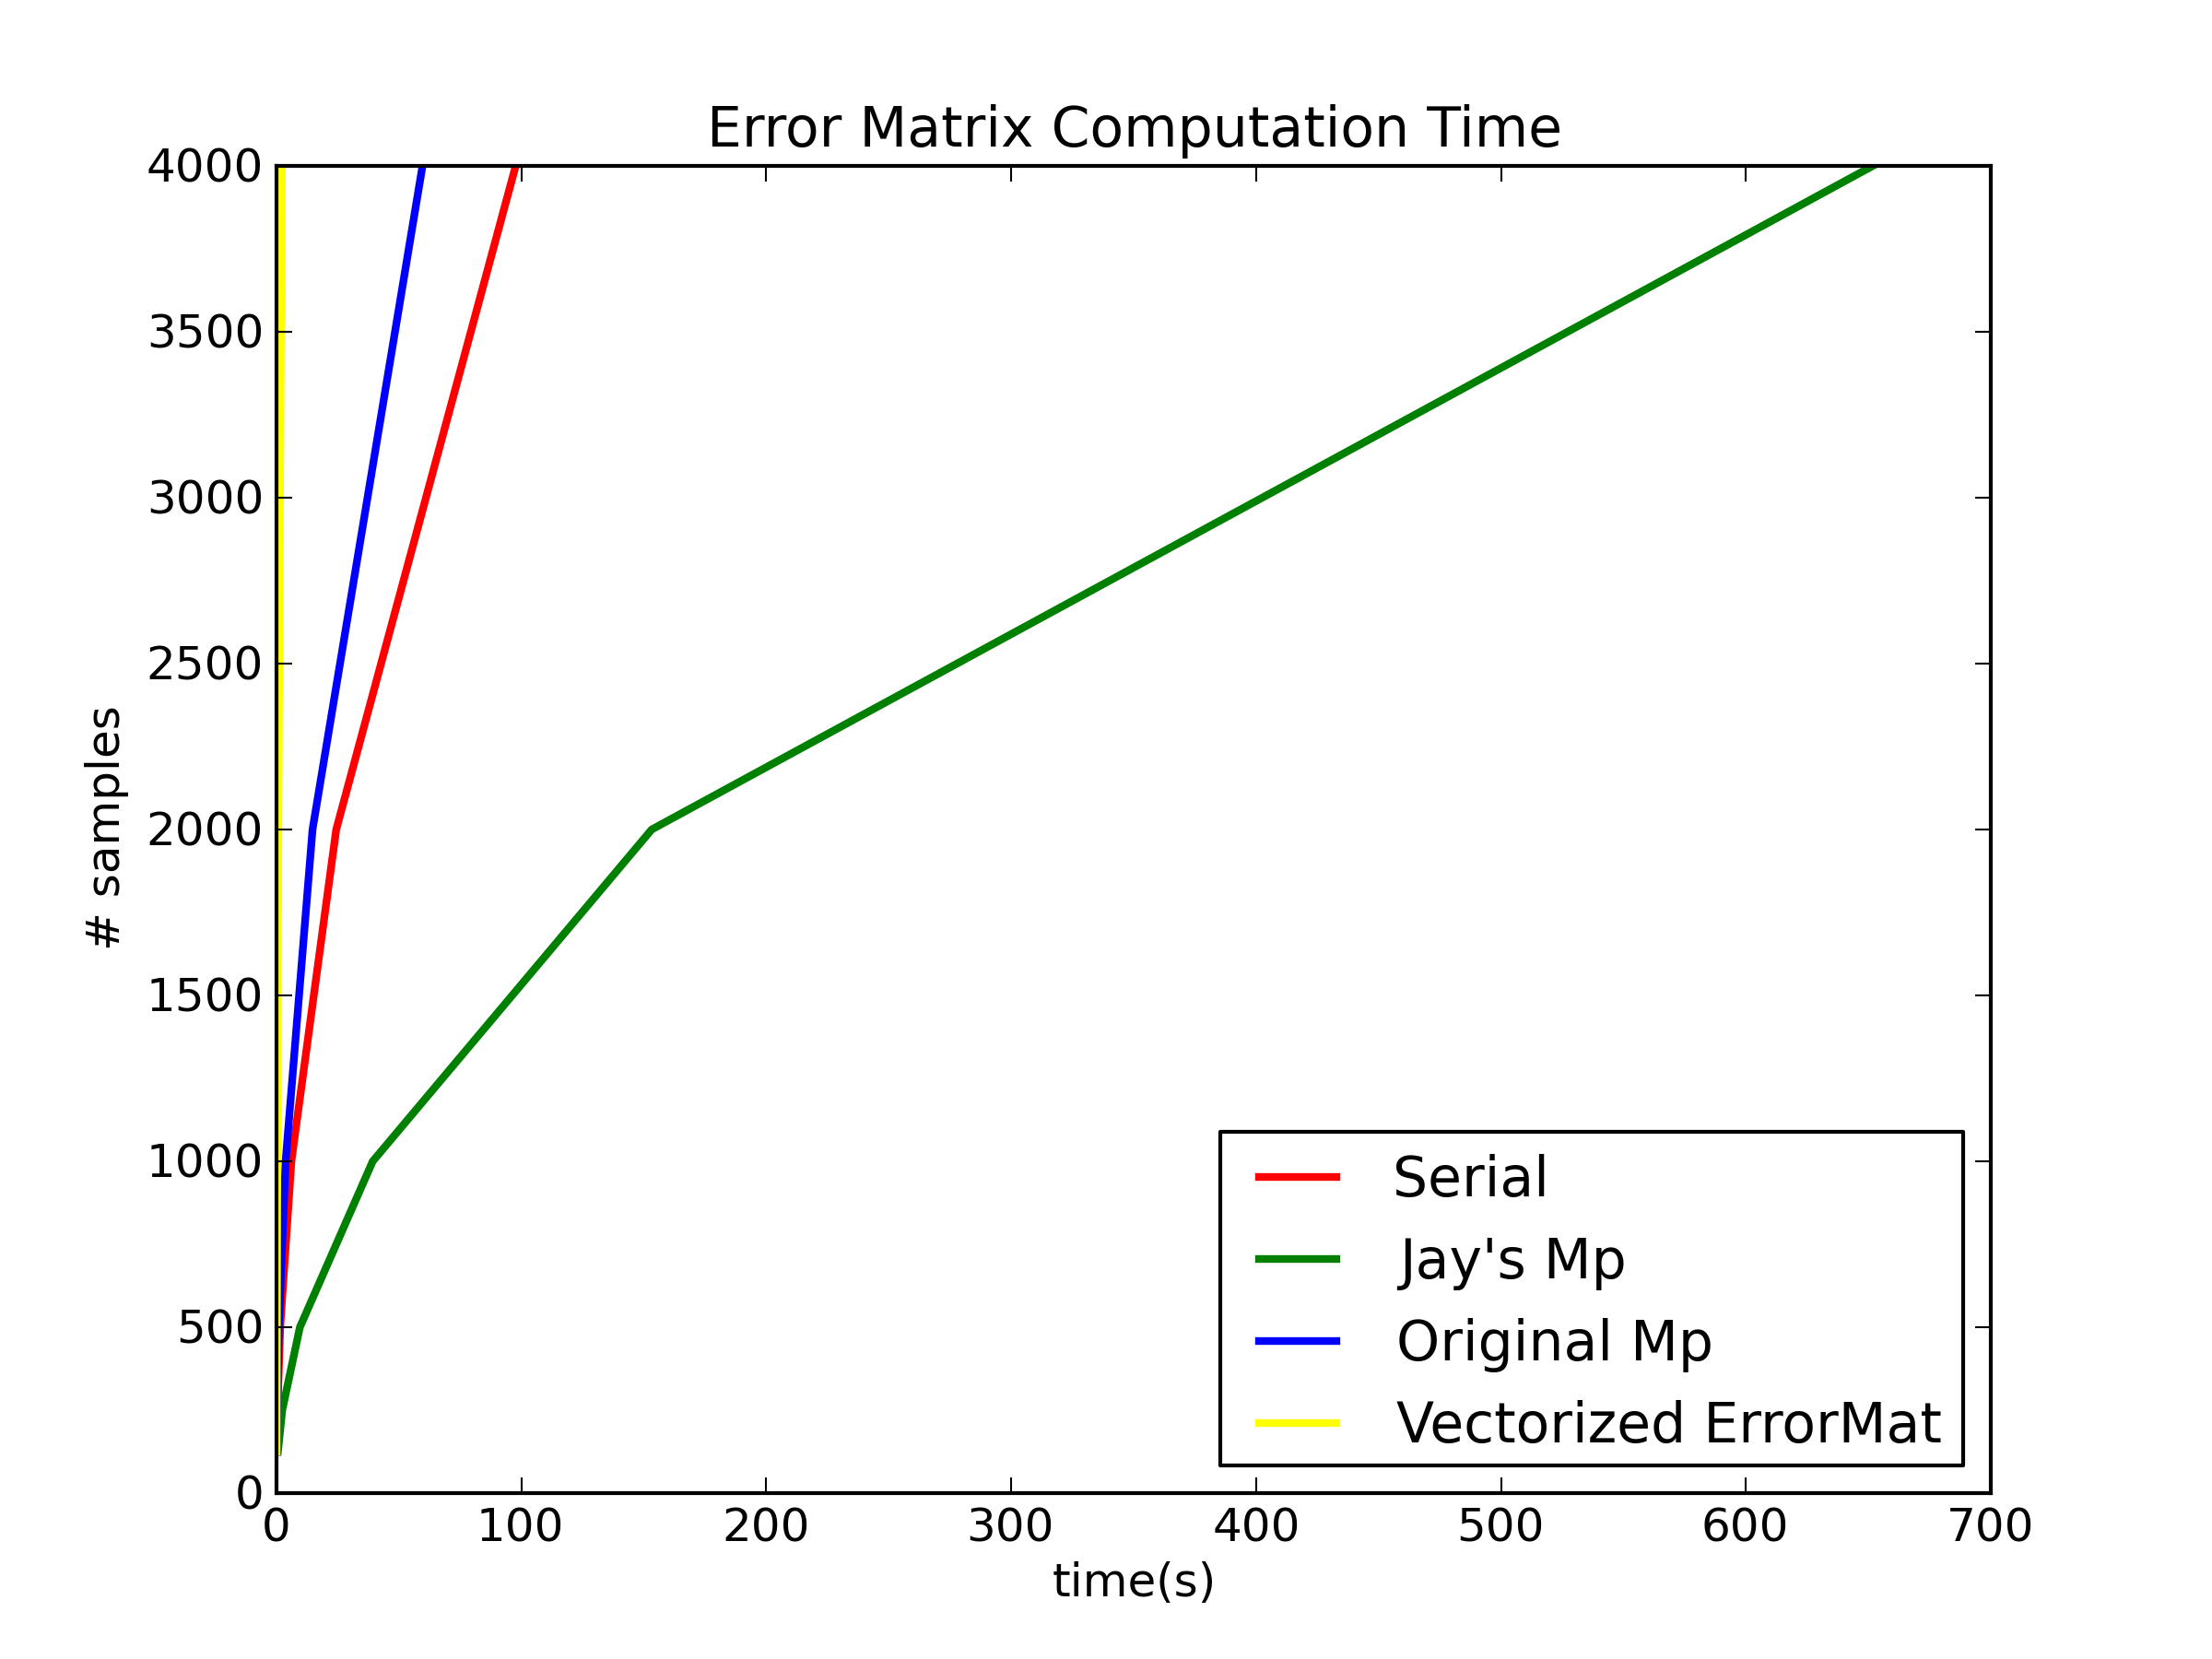 Error Matrix Computation Time
4000
3500
3000
2500
2000
1500
1000
500
0
# samples
0 100 200 300 400 500 600 700
time(s)
Serial
Jay's Mp
Original Mp
Vectorized ErrorMat